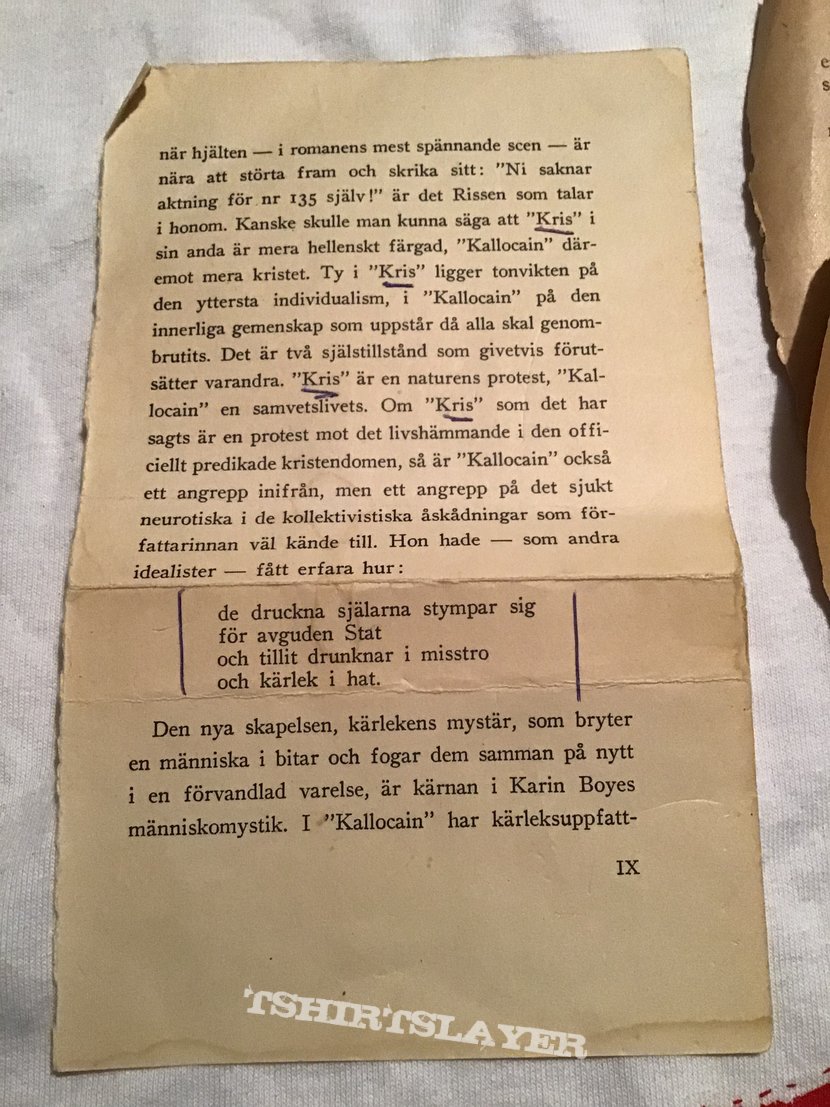 när hjälten — i romanens mest spännande scen — är
nära att störta fram och skrika sitt: ”Ni saknar
aktning för nr 135 själv!” är det Rissen som talar
i honom. Kanske skulle man kunna säga att ”Kris” i
sin anda är mera hellenskt färgad, ”Kallocain” där-
emot mera kristet. Ty i ”Kris” ligger tonvikten på
den yttersta individualism, i ”Kallocain” på den
innerliga gemenskap som uppstår då alla skal genom-
brutits. Det är två själstillstånd som givetvis förut-
sätter varandra. ”Kris” är en naturens protest, ”Kal-
locain” en samvetslivets. Om ”Kris” som det har
sagts är en protest mot det livshämmande i den offi-
ciellt predikade kristendomen, så är ”Kallocain” också
ett angrepp inifrån, men ett angrepp på det sjukt
neurotiska i de kollektivistiska åskådningar som för-
fattarinnan väl kände till. Hon hade — som andra
idealister — fått erfara hur:
de druckna själarna stympar sig
för avguden Stat
och tillit drunknar i misstro
och kärlek i hat.
Den nya skapelsen, kärlekens mystär, som bryter
en människa i bitar och fogar dem samman på nytt
i en förvandlad varelse, är kärnan i Karin Boyes
människomystik. I ”Kallocain” har kärleksuppfatt-
IX
TSHIRTSLAYER